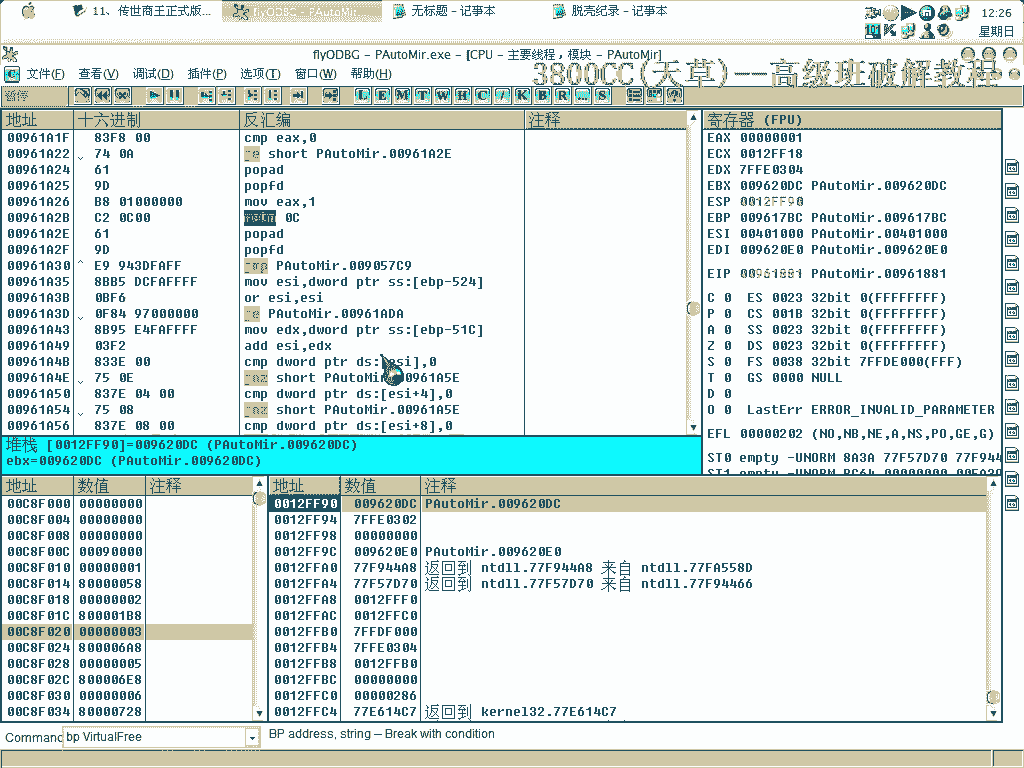 11、传世商王正式版...
flyODBG - PAutoMir...
无标题 - 记事本
脱壳纪录 - 记事本
12:26
星期日
flyODBG - PAutoMir.exe - [CPU - 主要线程, 模块 - PAutoMir]
文件(F) 查看(V) 调试(D) 插件(P) 选项(T) 窗口(W) 帮助(H)
3800CC(天草)--高级班破解教程
暂停 L E M T W H C / K B R ... S
地址 十六进制 反汇编 注释
00961A1F 83F8 00 cmp eax,0
00961A22 74 0A je short PAutoMir.00961A2E
00961A24 61 popad
00961A25 9D popfd
00961A26 B8 01000000 mov eax,1
00961A2B C2 0C00 retn 0C
00961A2E 61 popad
00961A2F 9D popfd
00961A30 E9 943DFAFF jmp PAutoMir.009057C9
00961A35 8BB5 DCFAFFFF mov esi,dword ptr ss:[ebp-524]
00961A3B 0BF6 or esi,esi
00961A3D 0F84 97000000 je PAutoMir.00961ADA
00961A43 8B95 E4FAFFFF mov edx,dword ptr ss:[ebp-51C]
00961A49 03F2 add esi,edx
00961A4B 833E 00 cmp dword ptr ds:[esi],0
00961A4E 75 0E jnz short PAutoMir.00961A5E
00961A50 837E 04 00 cmp dword ptr ds:[esi+4],0
00961A54 75 08 jnz short PAutoMir.00961A5E
00961A56 837E 08 00 cmp dword ptr ds:[esi+8],0
寄存器 (FPU)
EAX 00000001
ECX 0012FF18
EDX 7FFE0304
EBX 009620DC PAutoMir.009620DC
ESP 0012FF90
EBP 009617BC PAutoMir.009617BC
ESI 00401000 PAutoMir.00401000
EDI 009620E0 PAutoMir.009620E0
EIP 00961881 PAutoMir.00961881
C 0 ES 0023 32bit 0(FFFFFFFF)
P 0 CS 001B 32bit 0(FFFFFFFF)
A 0 SS 0023 32bit 0(FFFFFFFF)
Z 0 DS 0023 32bit 0(FFFFFFFF)
S 0 FS 0038 32bit 7FFDE000(FFF)
T 0 GS 0000 NULL
D 0
O 0 LastErr ERROR_INVALID_PARAMETER
EFL 00000202 (NO,NB,NE,A,NS,PO,GE,G)
ST0 empty -UNORM 8A3A 77F57D70 77F944
堆栈 [0012FF90]=009620DC (PAutoMir.009620DC)
ebx=009620DC (PAutoMir.009620DC)
地址 数值 注释
00C8F000 00000000
00C8F004 00000000
00C8F008 00000000
00C8F00C 00090000
00C8F010 00000001
00C8F014 80000058
00C8F018 00000002
00C8F01C 800001B8
00C8F020 00000003
00C8F024 800006A8
00C8F028 00000005
00C8F02C 800006E8
00C8F030 00000006
00C8F034 80000728
地址 数值 注释
0012FF90 009620DC PAutoMir.009620DC
0012FF94 7FFE0302
0012FF98 00000000
0012FF9C 009620E0 PAutoMir.009620E0
0012FFA0 77F944A8 返回到 ntdll.77F944A8 来自 ntdll.77FA558D
0012FFA4 77F57D70 返回到 ntdll.77F57D70 来自 ntdll.77F94466
0012FFA8 0012FFF0
0012FFAC 0012FFC0
0012FFB0 7FFDF000
0012FFB4 7FFE0304
0012FFB8 0012FFB0
0012FFBC 00000000
0012FFC0 00000286
0012FFC4 77E614C7 返回到 kernel32.77E614C7
Command bp VirtualFree BP address, string -- Break with condition